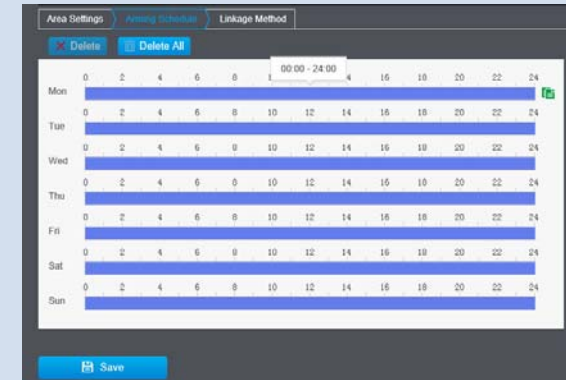 Area Settings Arming Schedule Linkage Method
Delete Delete All
00:00 - 24:00
0 2 4 6 8 1 4 16 18 20 22 24
Mon
0 2 4 6 8 10 12 14 16 18 20 22 24
Tue
0 2 4 6 8 10 12 14 16 18 20 22 24
Wed
0 2 4 6 8 10 12 14 16 18 20 22 24
Thu
0 2 4 6 8 10 12 14 16 18 20 22 24
Fri
0 2 4 6 8 10 12 14 16 18 20 22 24
Sat
0 2 4 6 8 10 12 14 16 18 20 22 24
Sun
Save